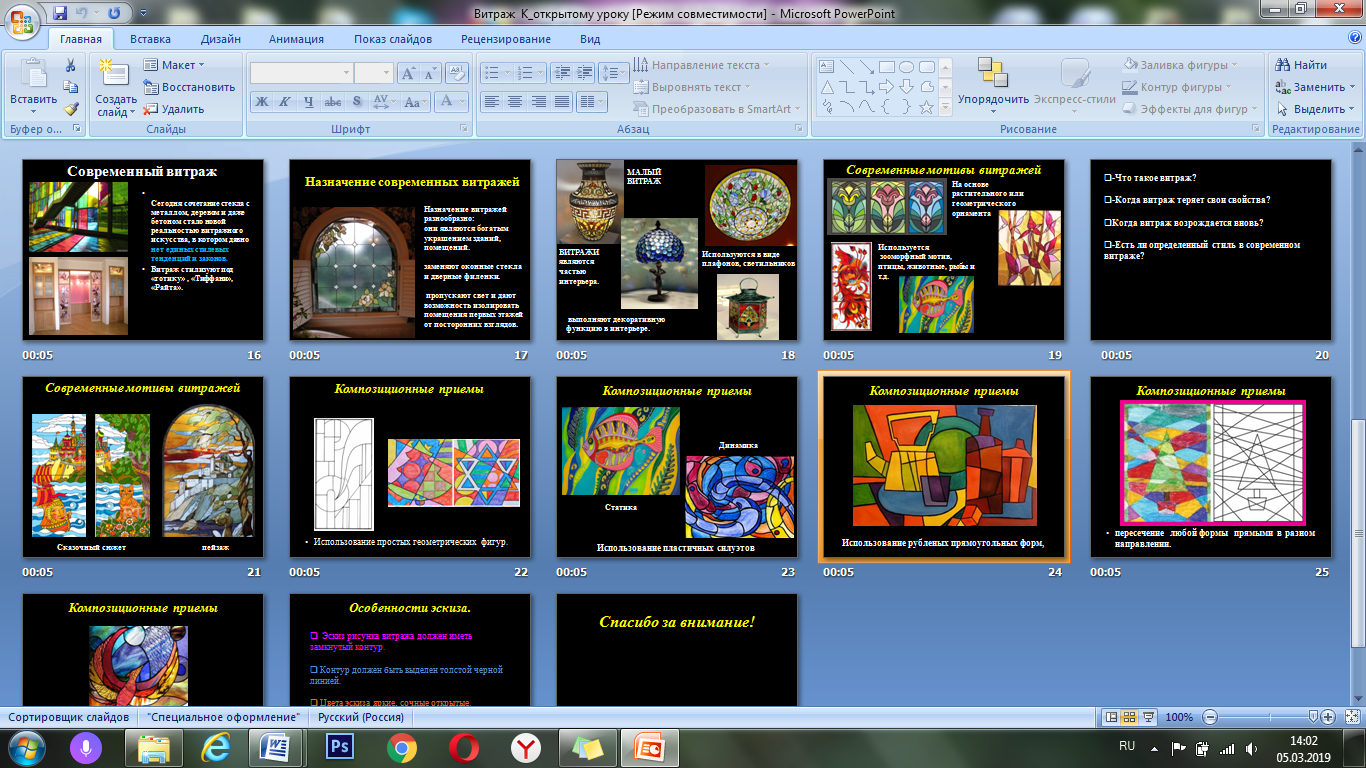 Витраж К_открытому уроку [Режим совместимости] - Microsoft PowerPoint
Главная
Вставка
Дизайн
Анимация
Показ слайдов
Рецензирование
Вид
Вставить
Буфер о...
Создать
слайд
Макет
Восстановить
Удалить
Слайды
Ж К Ч abc S AV Aa A
Шрифт
Абзац
Направление текста
Выровнять текст
Преобразовать в SmartArt
Упорядочить
Экспресс-стили
Заливка фигуры
Контур фигуры
Эффекты для фигур
Рисование
Найти
Заменить
Выделить
Редактирование
Современный витраж
Сегодня сочетание стекла с
металлом, деревом и даже
бетоном стало новой
реальностью витражного
искусства, в котором давно
нет единых стилевых
тенденций и законов.
Витраж стилизуют под
«готику» , «Тиффани»,
«Райта».
00:05 16
Назначение современных витражей
Назначение витражей
разнообразно:
они являются богатым
украшением зданий,
помещений.
заменяют оконные стекла
и дверные филенки.
пропускают свет и дают
возможность изолировать
помещения первых этажей
от посторонних взглядов.
00:05 17
МАЛЫЙ
ВИТРАЖ
ВИТРАЖИ
являются
частью
интерьера.
Используются в виде
плафонов, светильников
выполняют декоративную
функцию в интерьере.
00:05 18
Современные мотивы витражей
На основе
растительного или
геометрического
орнамента
Используется
зооморфный мотив,
птицы, животные, рыбы и
т.д.
00:05 19
-Что такое витраж?
-Когда витраж теряет свои свойства?
Когда витраж возрождается вновь?
-Есть ли определенный стиль в современном
витраже?
00:05 20
Современные мотивы витражей
Сказочный сюжет
пейзаж
00:05 21
Композиционные приемы
Использование простых геометрических фигур.
00:05 22
Композиционные приемы
Динамика
Статика
Использование пластичных силуэтов
00:05 23
Композиционные приемы
Использование рубленых прямоугольных форм,
00:05 24
Композиционные приемы
пересечение любой формы прямыми в разном
направлении.
00:05 25
Композиционные приемы
Особенности эскиза.
Эскиз рисунка витража должен иметь
замкнутый контур.
Контур должен быть выделен толстой черной
линией.
Цвета эскиза яркие, сочные открытые.
Спасибо за внимание!
Сортировщик слайдов
"Специальное оформление"
Русский (Россия)
100%
Ps
RU
14:02
05.03.2019